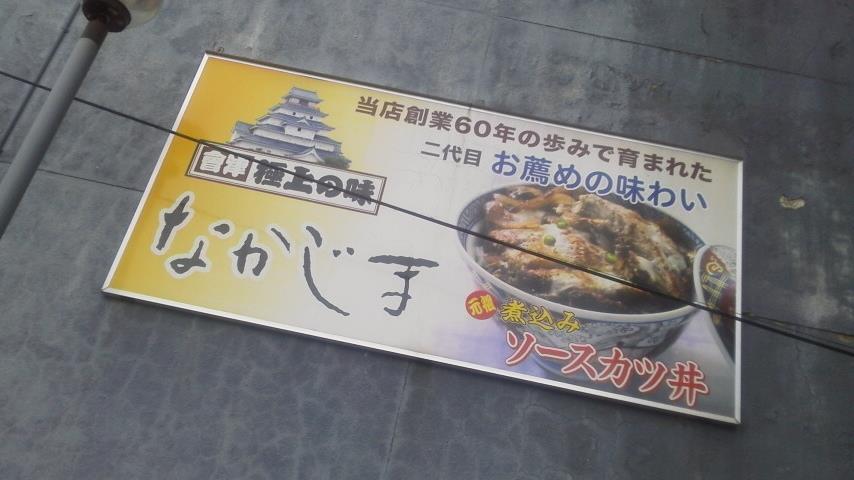 当店創業60年の歩みで育まれた
二代目 お薦めの味わい
會津 極上の味
なかじま
元祖 煮込み
ソースカツ丼